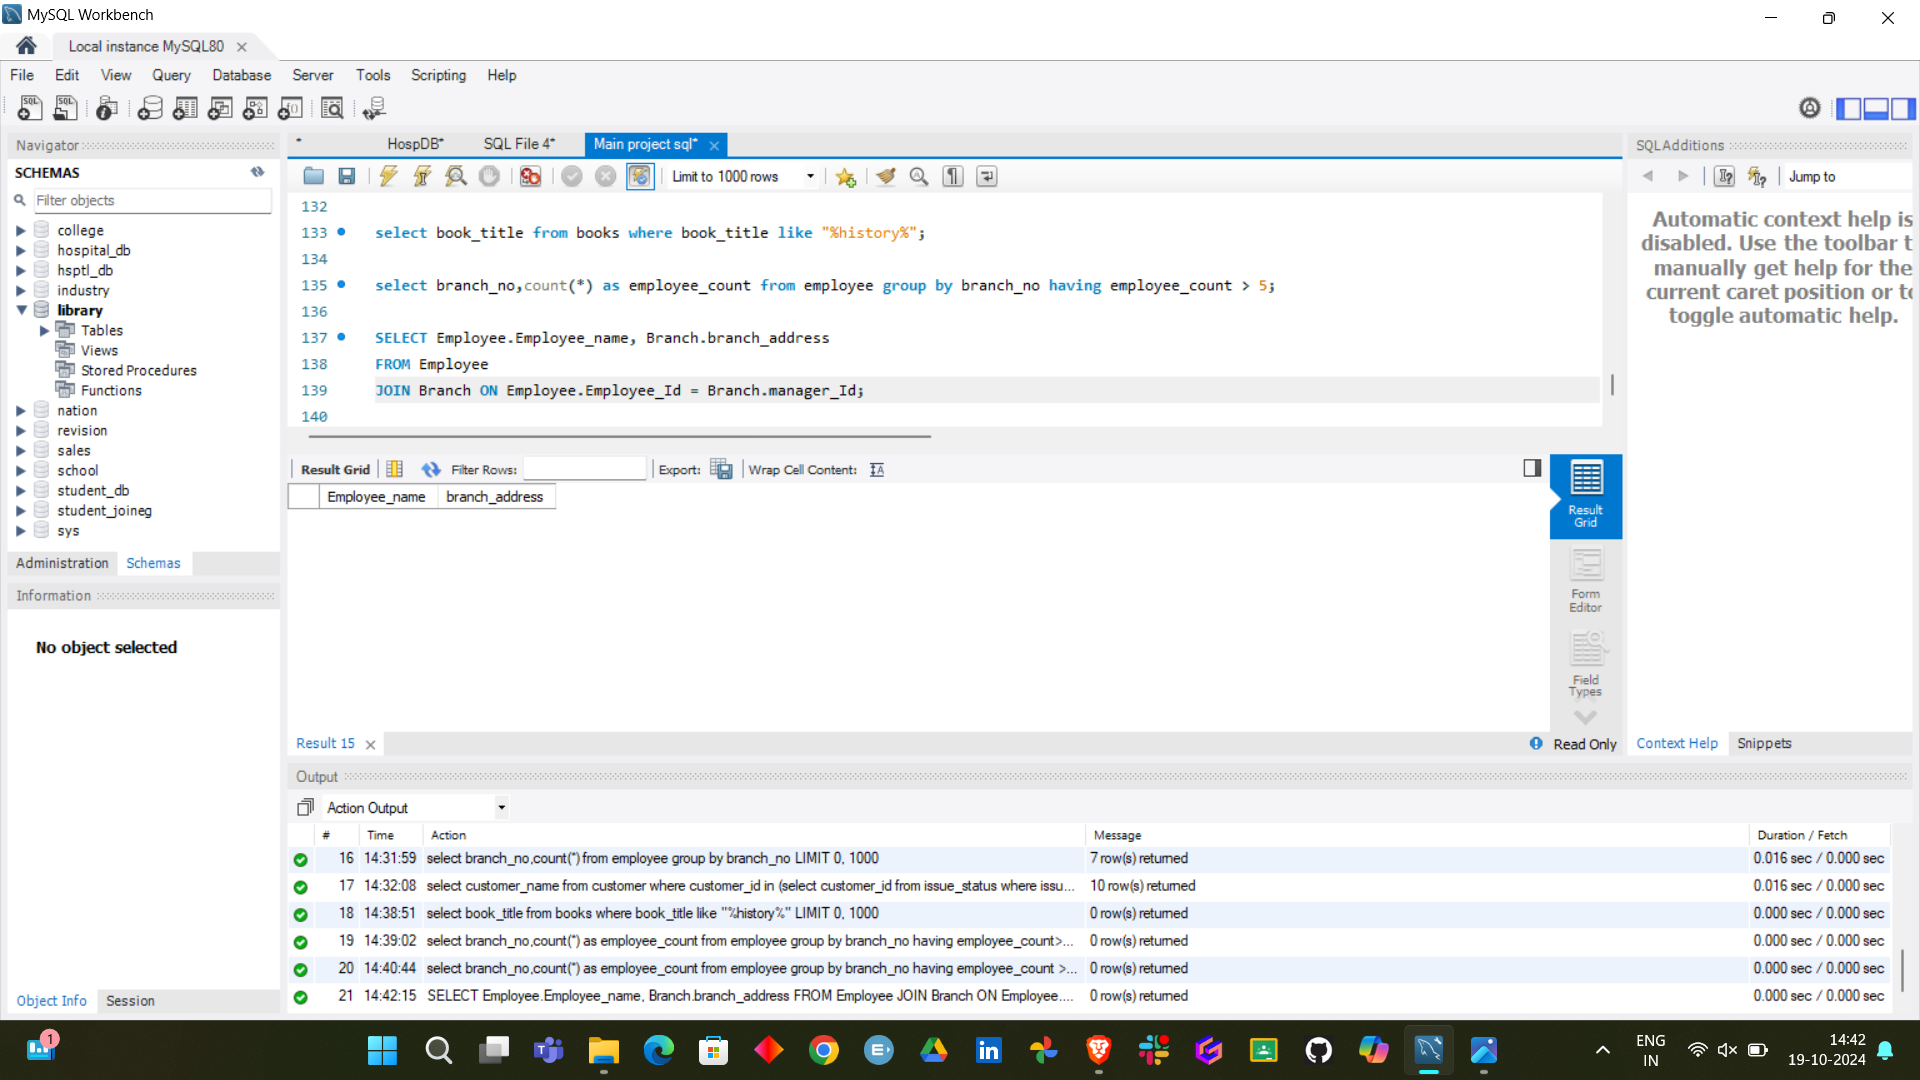 MySQL Workbench
Local instance MySQL80
File Edit View Query Database Server Tools Scripting Help
Navigator
SCHEMAS
Filter objects
college
hospital_db
hsptl_db
industry
library
Tables
Views
Stored Procedures
Functions
nation
revision
sales
school
student_db
student_joineg
sys
Administration Schemas
Information
No object selected
Object Info Session
* HospDB* SQL File 4* Main project sql*
Limit to 1000 rows
132
133 select book_title from books where book_title like "%history%";
134
135 select branch_no,count(*) as employee_count from employee group by branch_no having employee_count > 5;
136
137 SELECT Employee.Employee_name, Branch.branch_address
138 FROM Employee
139 JOIN Branch ON Employee.Employee_Id = Branch.manager_Id;
140
Result Grid Filter Rows: Export: Wrap Cell Content:
Employee_name branch_address
Result Grid
Form Editor
Field Types
Result 15
Read Only
SQLAdditions
Jump to
Automatic context help is
disabled. Use the toolbar t
manually get help for the
current caret position or to
toggle automatic help.
Context Help Snippets
Output
Action Output
# Time Action Message Duration / Fetch
16 14:31:59 select branch_no,count(*) from employee group by branch_no LIMIT 0, 1000 7 row(s) returned 0.016 sec / 0.000 sec
17 14:32:08 select customer_name from customer where customer_id in (select customer_id from issue_status where issu... 10 row(s) returned 0.016 sec / 0.000 sec
18 14:38:51 select book_title from books where book_title like "%history%" LIMIT 0, 1000 0 row(s) returned 0.000 sec / 0.000 sec
19 14:39:02 select branch_no,count(*) as employee_count from employee group by branch_no having employee_count>... 0 row(s) returned 0.000 sec / 0.000 sec
20 14:40:44 select branch_no,count(*) as employee_count from employee group by branch_no having employee_count >... 0 row(s) returned 0.000 sec / 0.000 sec
21 14:42:15 SELECT Employee.Employee_name, Branch.branch_address FROM Employee JOIN Branch ON Employee.... 0 row(s) returned 0.000 sec / 0.000 sec
1
ENG
IN
14:42
19-10-2024